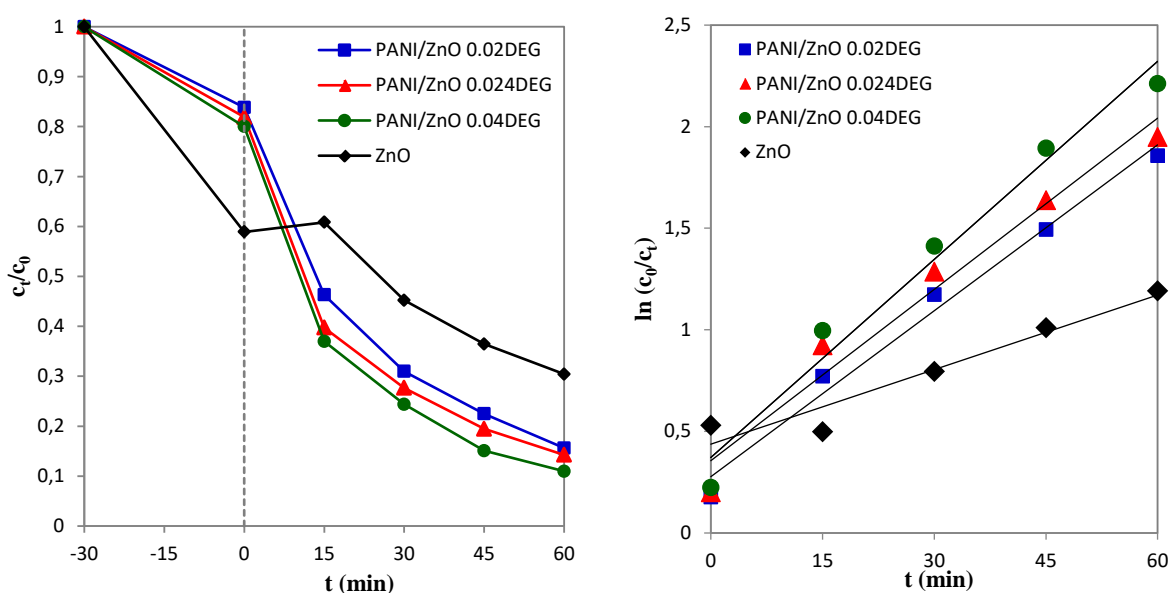 1
0,9
0,8
0,7
0,6
0,5
0,4
0,3
0,2
0,1
0
cₜ/c₀
-30 -15 0 15 30 45 60
t (min)
PANI/ZnO 0.02DEG
PANI/ZnO 0.024DEG
PANI/ZnO 0.04DEG
ZnO
2,5
2
1,5
1
0,5
0
ln (c₀/cₜ)
0 15 30 45 60
t (min)
PANI/ZnO 0.02DEG
PANI/ZnO 0.024DEG
PANI/ZnO 0.04DEG
ZnO